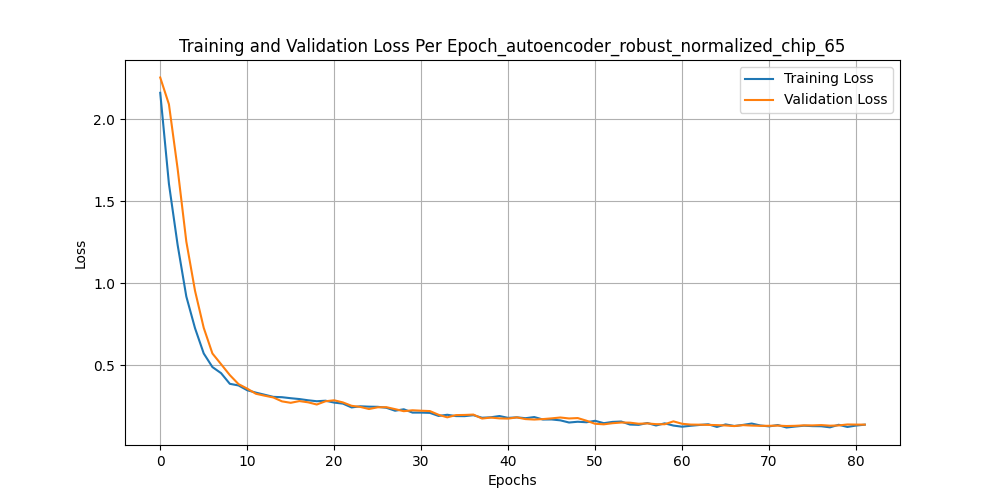 Training and Validation Loss Per Epoch_autoencoder_robust_normalized_chip_65
Training Loss
Validation Loss
2.0
1.5
1.0
0.5
Loss
0 10 20 30 40 50 60 70 80
Epochs